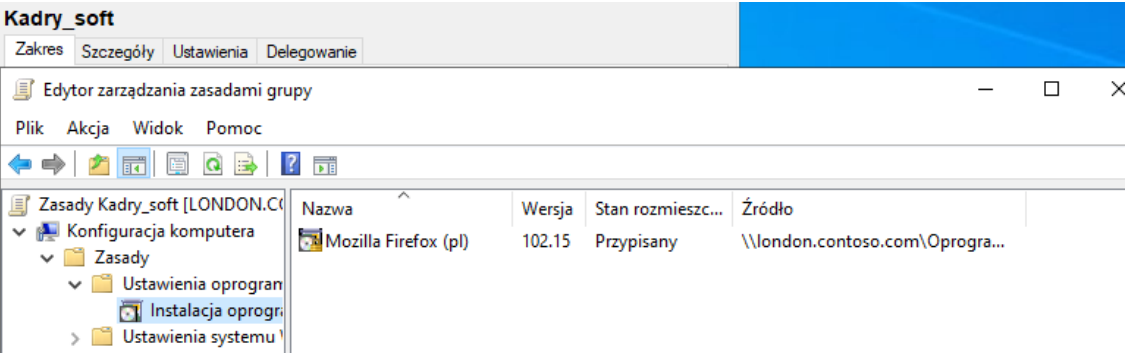 Kadry_soft
Zakres Szczegóły Ustawienia Delegowanie
Edytor zarządzania zasadami grupy
Plik Akcja Widok Pomoc
Zasady Kadry_soft [LONDON.C
Konfiguracja komputera
Zasady
Ustawienia oprogram
Instalacja oprogra
Ustawienia systemu
Nazwa Wersja Stan rozmieszc... Źródło
Mozilla Firefox (pl) 102.15 Przypisany \\london.contoso.com\Oprogra...